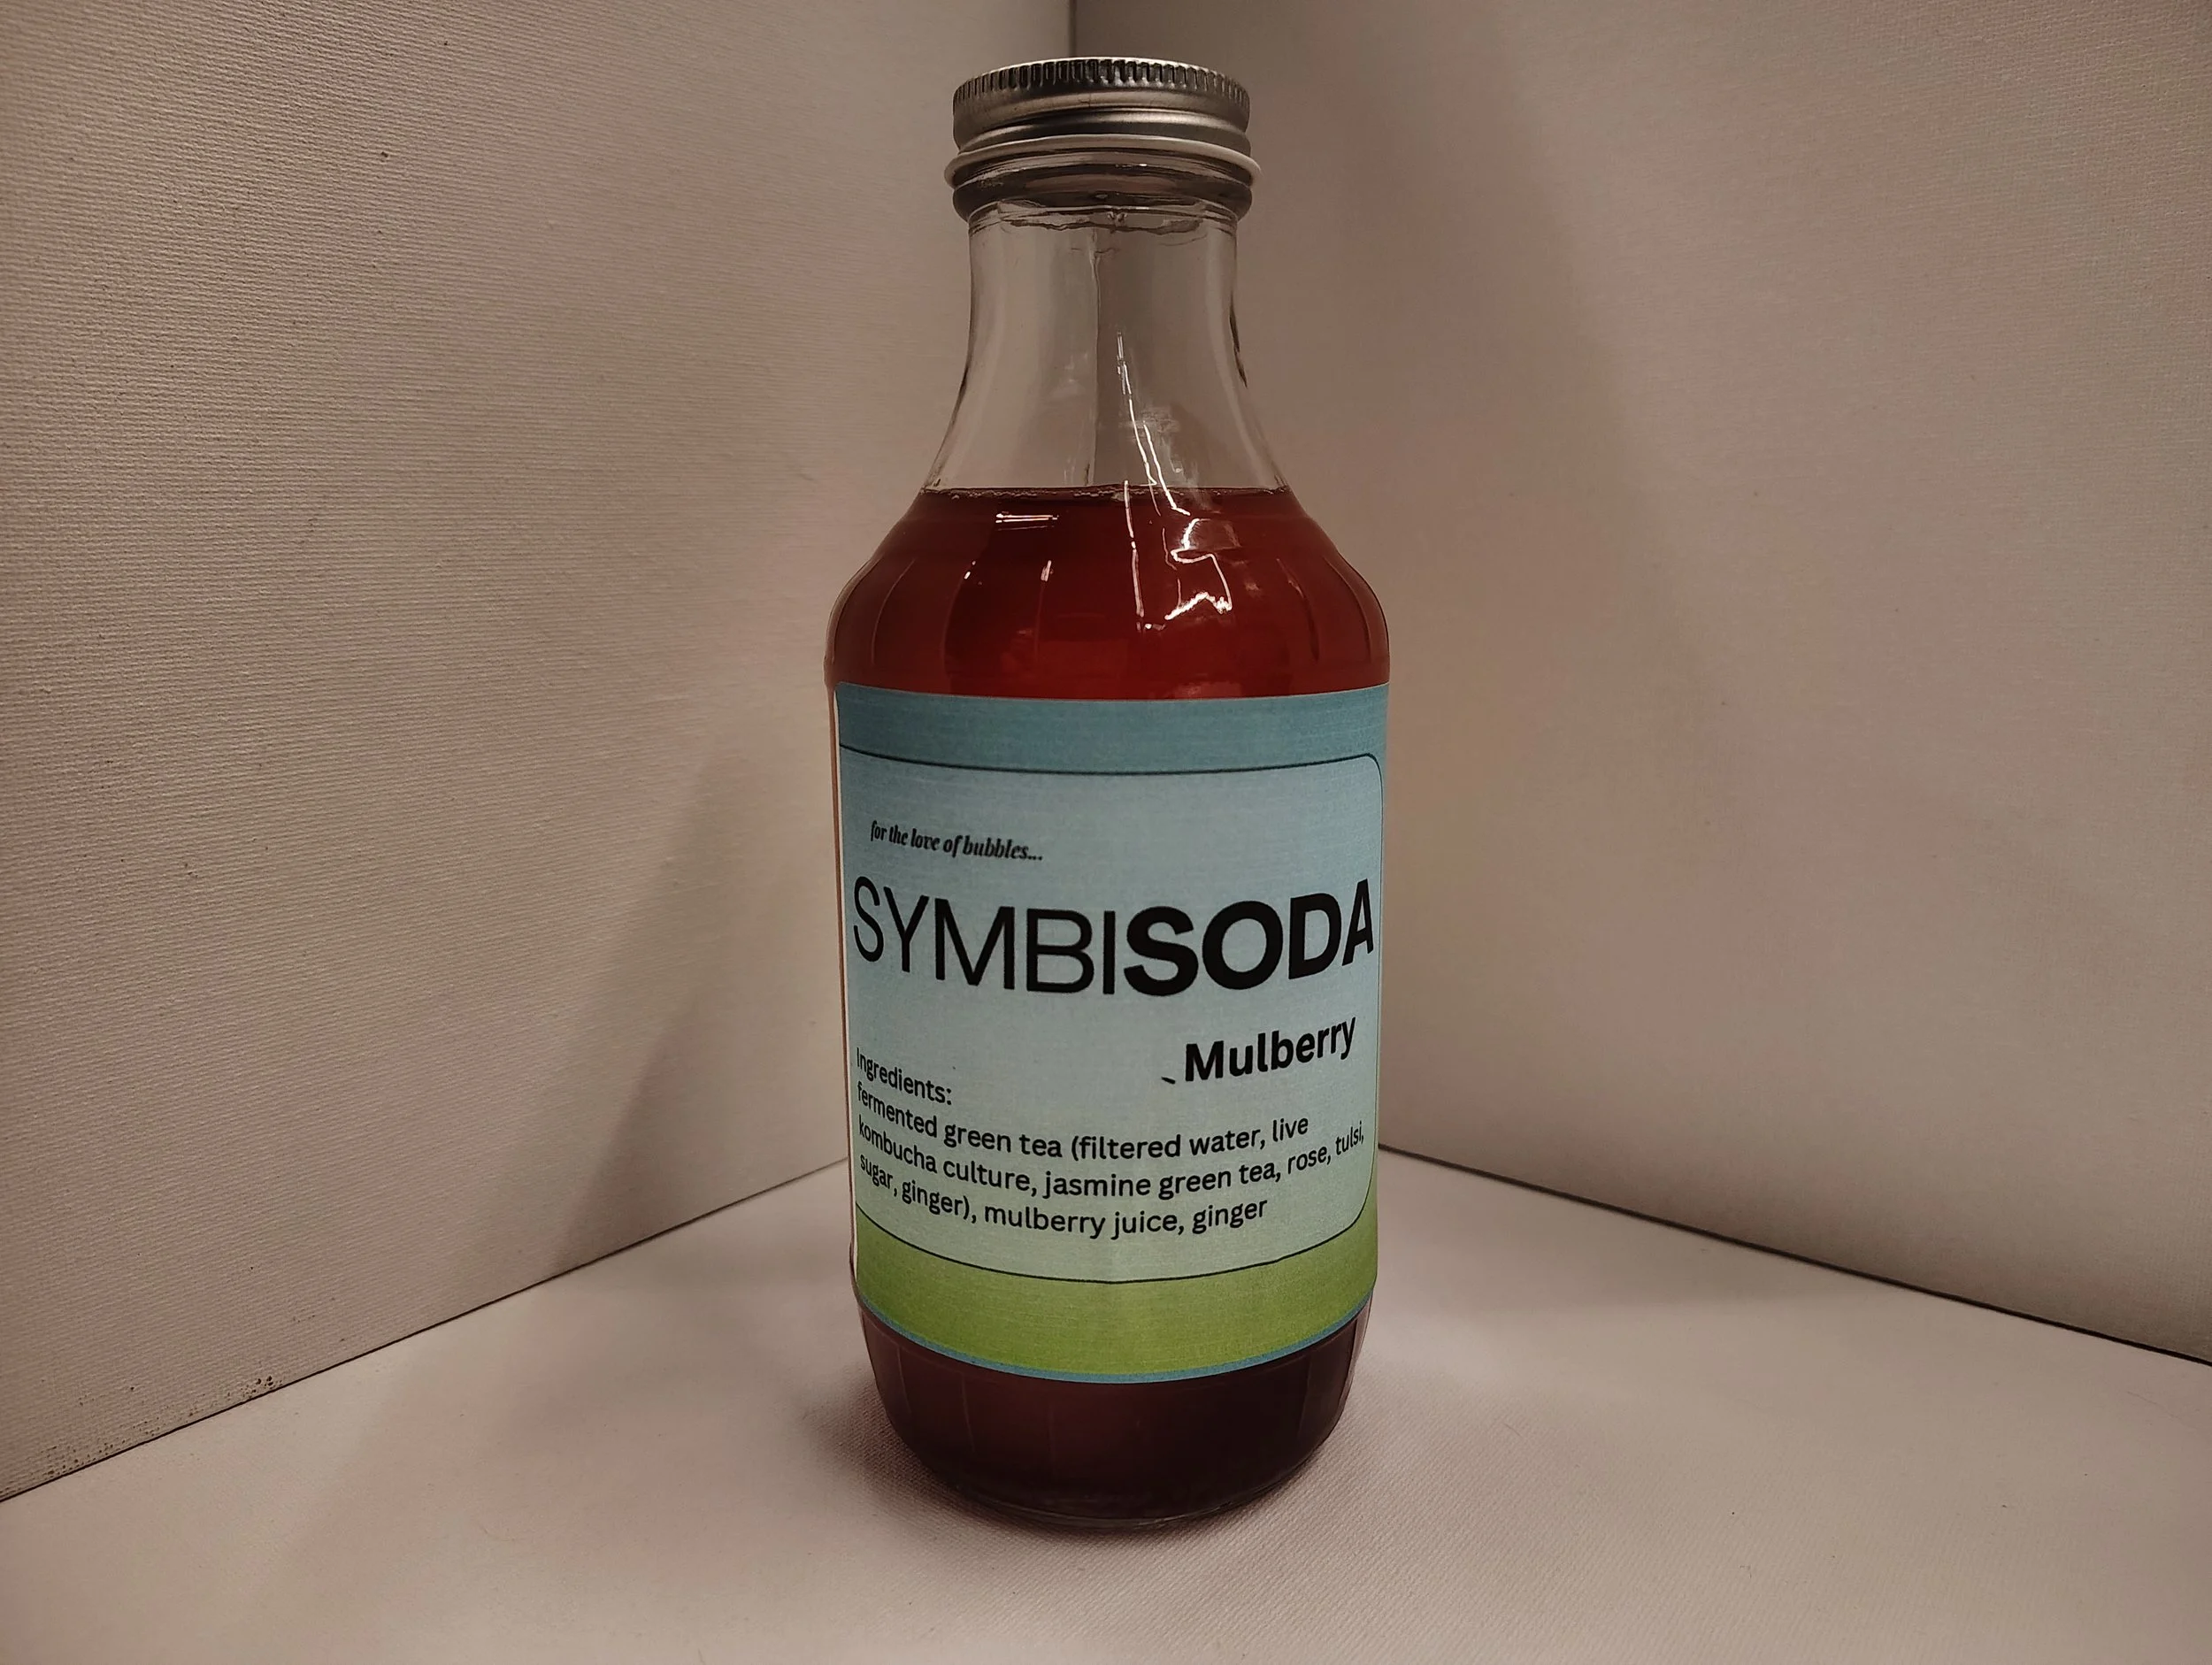 for the love of bubbles...
SYMBISODA
Mulberry
Ingredients:
fermented green tea (filtered water, live
kombucha culture, jasmine green tea, rose, tulsi,
sugar, ginger), mulberry juice, ginger